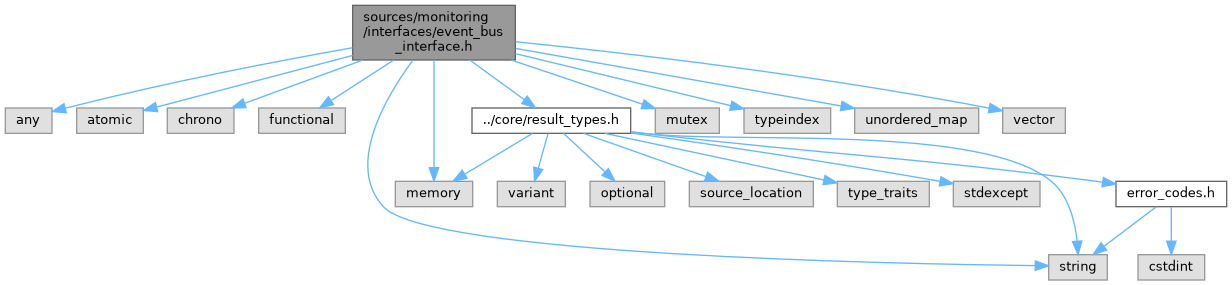 sources/monitoring
/interfaces/event_bus
_interface.h
any
atomic
chrono
functional
../core/result_types.h
mutex
typeindex
unordered_map
vector
memory
variant
optional
source_location
type_traits
stdexcept
error_codes.h
string
cstdint